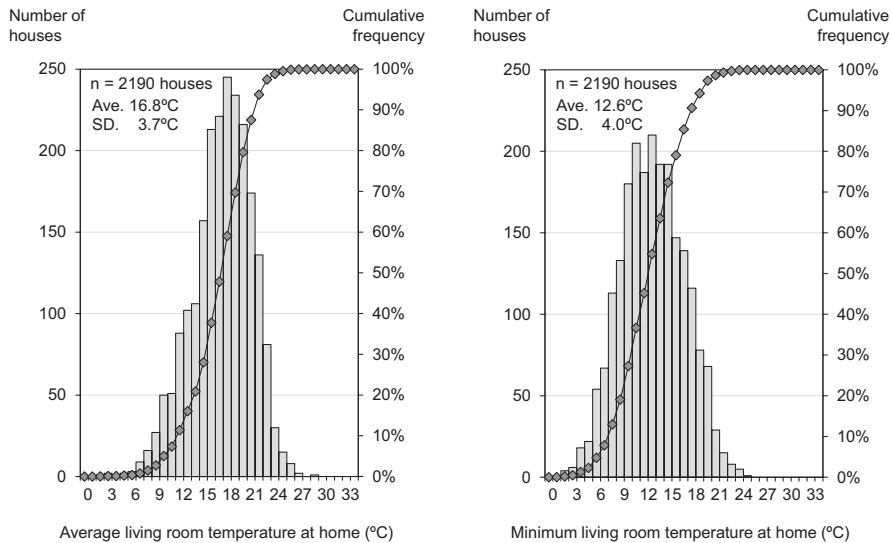 Number of
houses
Cumulative
frequency
250
200
150
100
50
0
n = 2190 houses
Ave. 16.8ºC
SD. 3.7ºC
100%
90%
80%
70%
60%
50%
40%
30%
20%
10%
0%
0 3 6 9 12 15 18 21 24 27 30 33
Average living room temperature at home (ºC)
Number of
houses
Cumulative
frequency
250
200
150
100
50
0
n = 2190 houses
Ave. 12.6ºC
SD. 4.0ºC
100%
90%
80%
70%
60%
50%
40%
30%
20%
10%
0%
0 3 6 9 12 15 18 21 24 27 30 33
Minimum living room temperature at home (ºC)